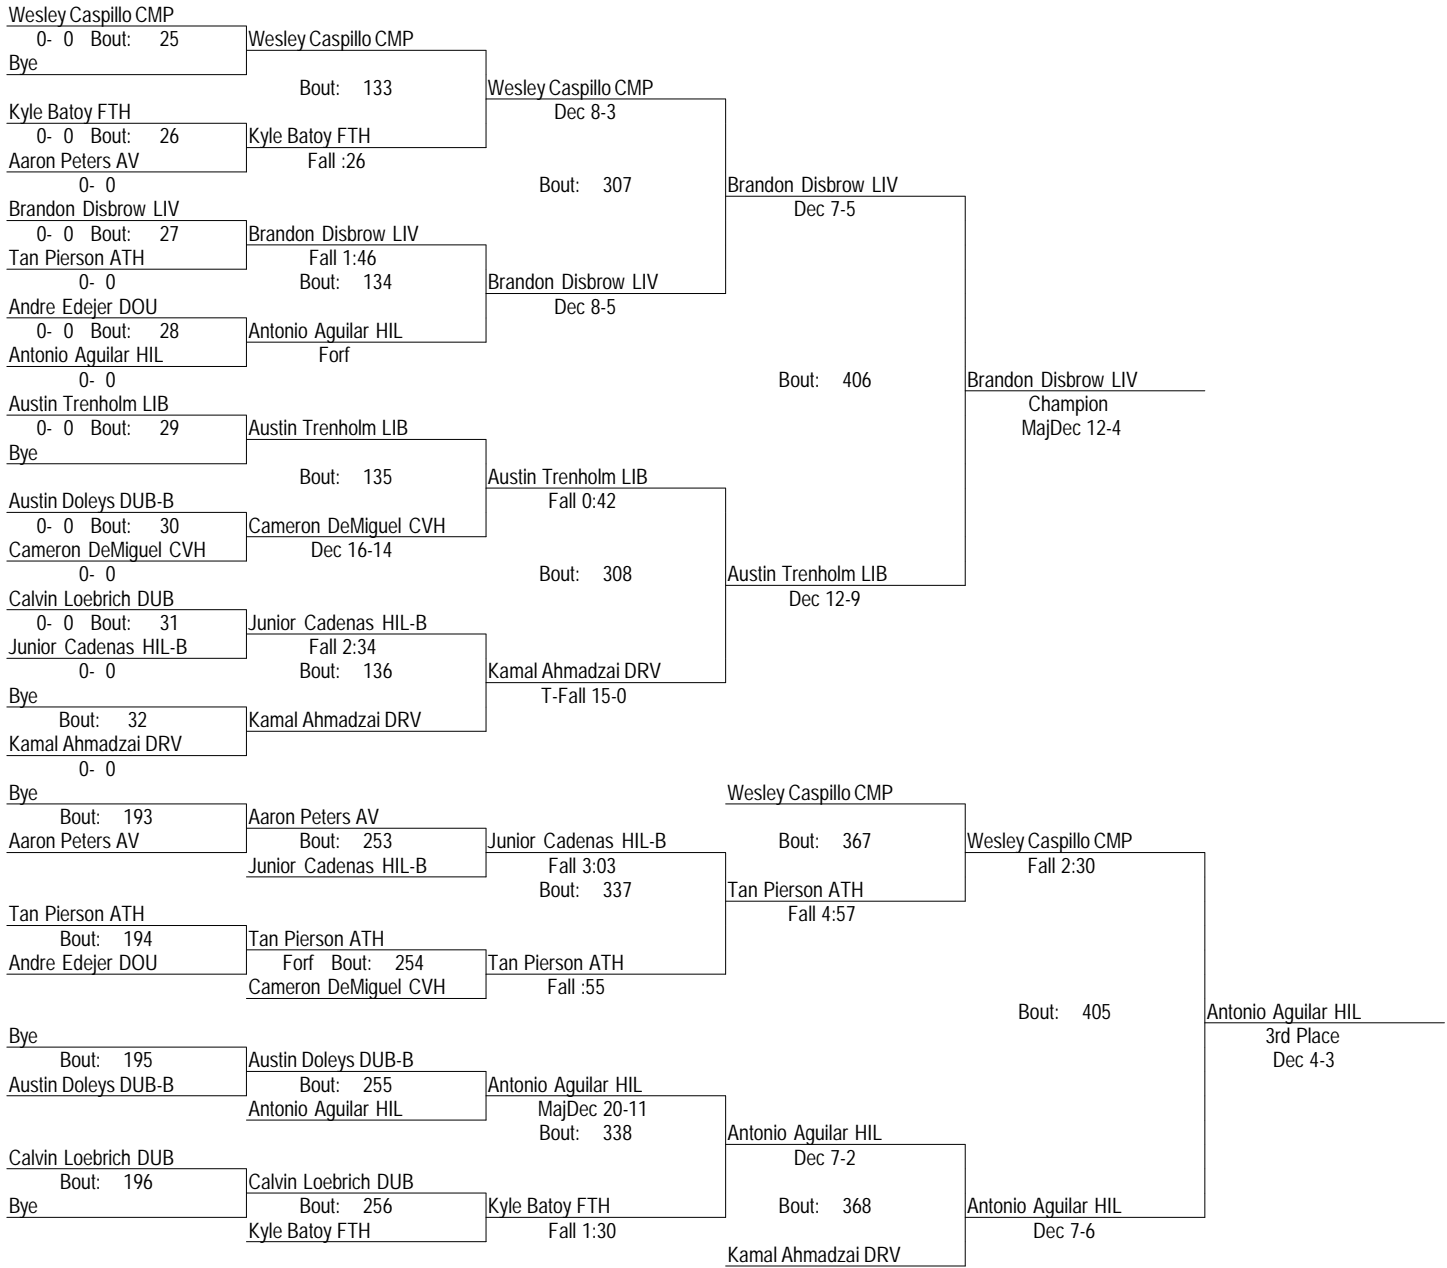 Wesley Caspillo CMP
0- 0 Bout: 25 Wesley Caspillo CMP
Bye
Bout: 133 Wesley Caspillo CMP
Kyle Batoy FTH Dec 8-3
0- 0 Bout: 26 Kyle Batoy FTH
Aaron Peters AV Fall :26
0- 0 Bout: 307 Brandon Disbrow LIV
Brandon Disbrow LIV Dec 7-5
0- 0 Bout: 27 Brandon Disbrow LIV
Tan Pierson ATH Fall 1:46
0- 0 Bout: 134 Brandon Disbrow LIV
Andre Edejer DOU Dec 8-5
0- 0 Bout: 28 Antonio Aguilar HIL
Antonio Aguilar HIL Forf
0- 0 Bout: 406 Brandon Disbrow LIV
Austin Trenholm LIB Champion
0- 0 Bout: 29 Austin Trenholm LIB MajDec 12-4
Bye
Bout: 135 Austin Trenholm LIB
Austin Doleys DUB-B Fall 0:42
0- 0 Bout: 30 Cameron DeMiguel CVH
Cameron DeMiguel CVH Dec 16-14
0- 0 Bout: 308 Austin Trenholm LIB
Calvin Loebrich DUB Dec 12-9
0- 0 Bout: 31 Junior Cadenas HIL-B
Junior Cadenas HIL-B Fall 2:34
0- 0 Bout: 136 Kamal Ahmadzai DRV
Bye T-Fall 15-0
Bout: 32 Kamal Ahmadzai DRV
Kamal Ahmadzai DRV
0- 0
Bye Wesley Caspillo CMP
Bout: 193 Aaron Peters AV
Aaron Peters AV Bout: 253 Junior Cadenas HIL-B Bout: 367 Wesley Caspillo CMP
Junior Cadenas HIL-B Fall 3:03 Fall 2:30
Bout: 337 Tan Pierson ATH
Tan Pierson ATH Fall 4:57
Bout: 194 Tan Pierson ATH
Andre Edejer DOU Forf Bout: 254 Tan Pierson ATH
Cameron DeMiguel CVH Fall :55
Bout: 405 Antonio Aguilar HIL
Bye 3rd Place
Bout: 195 Austin Doleys DUB-B Dec 4-3
Austin Doleys DUB-B Bout: 255 Antonio Aguilar HIL
Antonio Aguilar HIL MajDec 20-11
Bout: 338 Antonio Aguilar HIL
Calvin Loebrich DUB Dec 7-2
Bout: 196 Calvin Loebrich DUB
Bye Bout: 256 Kyle Batoy FTH Bout: 368 Antonio Aguilar HIL
Kyle Batoy FTH Fall 1:30 Dec 7-6
Kamal Ahmadzai DRV